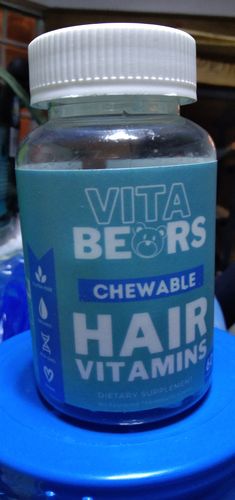 VITA
BEARS
CHEWABLE
HAIR
VITAMINS
DIETARY SUPPLEMENT